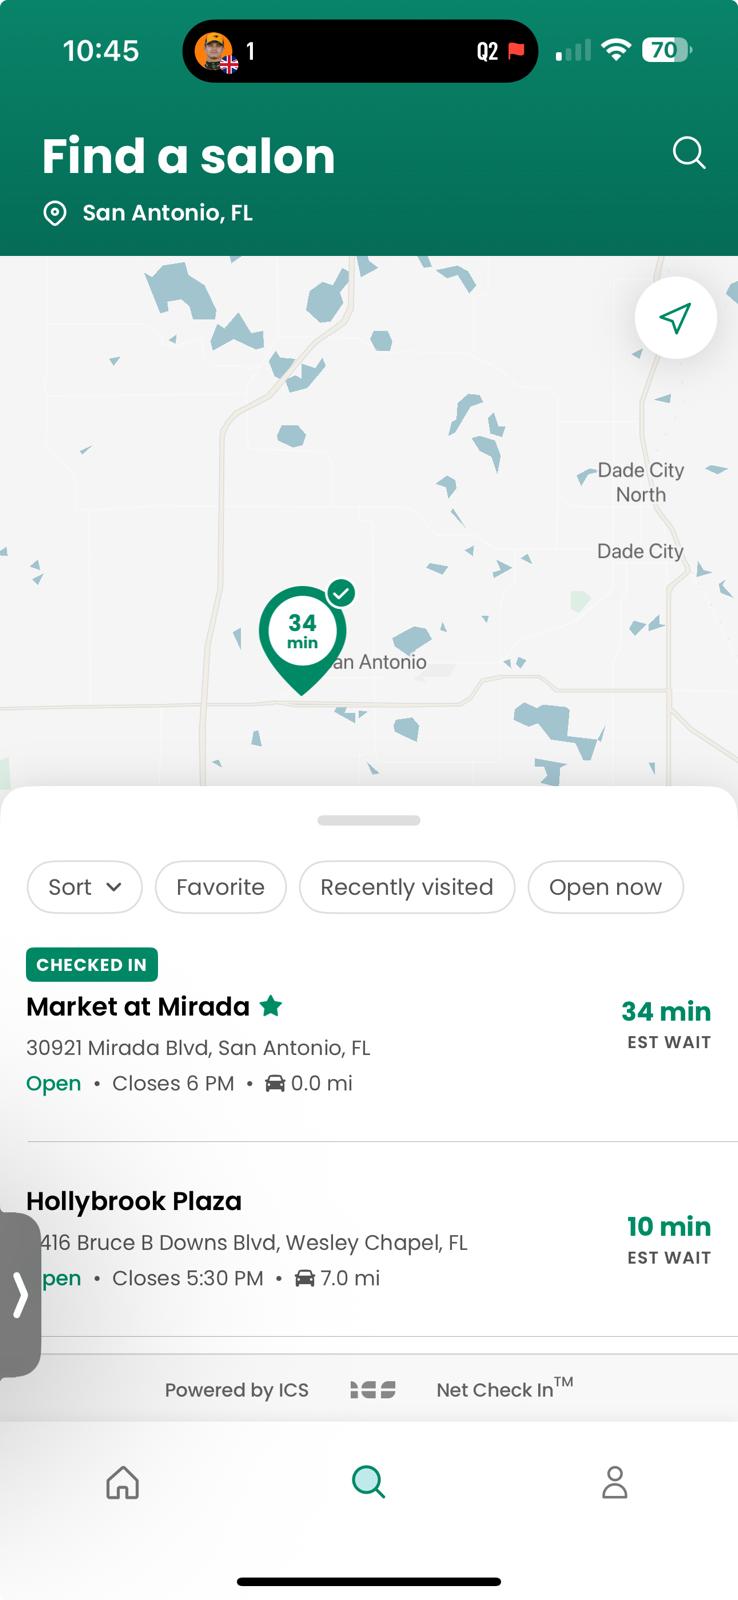 10:45
1
Q2
70
Find a salon
San Antonio, FL
Dade City
North
Dade City
34
min
an Antonio
Sort
Favorite
Recently visited
Open now
CHECKED IN
Market at Mirada
34 min
30921 Mirada Blvd, San Antonio, FL
EST WAIT
Open • Closes 6 PM • 0.0 mi
Hollybrook Plaza
10 min
416 Bruce B Downs Blvd, Wesley Chapel, FL
EST WAIT
pen • Closes 5:30 PM • 7.0 mi
Powered by ICS
ICS
Net Check In™